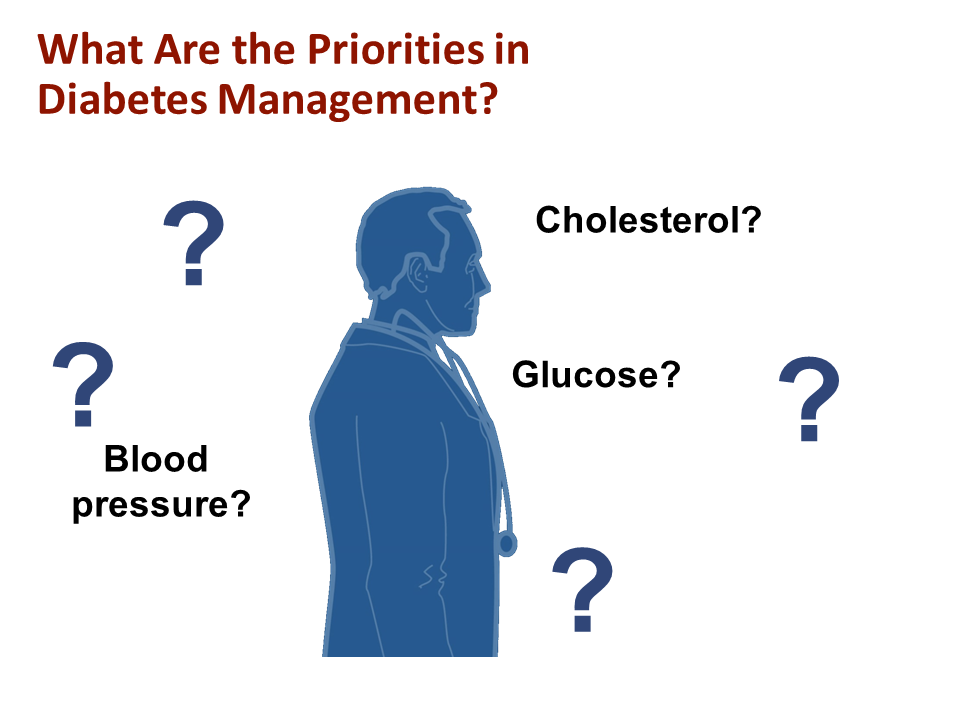 What Are the Priorities in
Diabetes Management?
?
Cholesterol?
?
Glucose?
?
Blood
pressure?
?